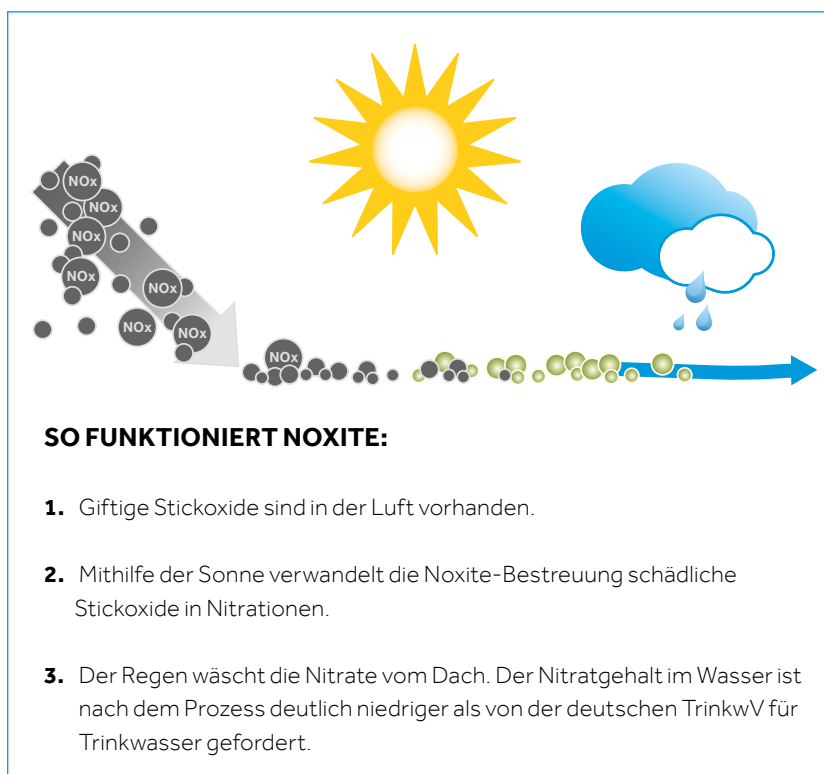 NOx
NOx
NOx
NOx
NOx
NOx
NOx
NOx
SO FUNKTIONIERT NOXITE:
1. Giftige Stickoxide sind in der Luft vorhanden.
2. Mithilfe der Sonne verwandelt die Noxite-Bestreuung schädliche
Stickoxide in Nitrationen.
3. Der Regen wäscht die Nitrate vom Dach. Der Nitratgehalt im Wasser ist
nach dem Prozess deutlich niedriger als von der deutschen TrinkwV für
Trinkwasser gefordert.